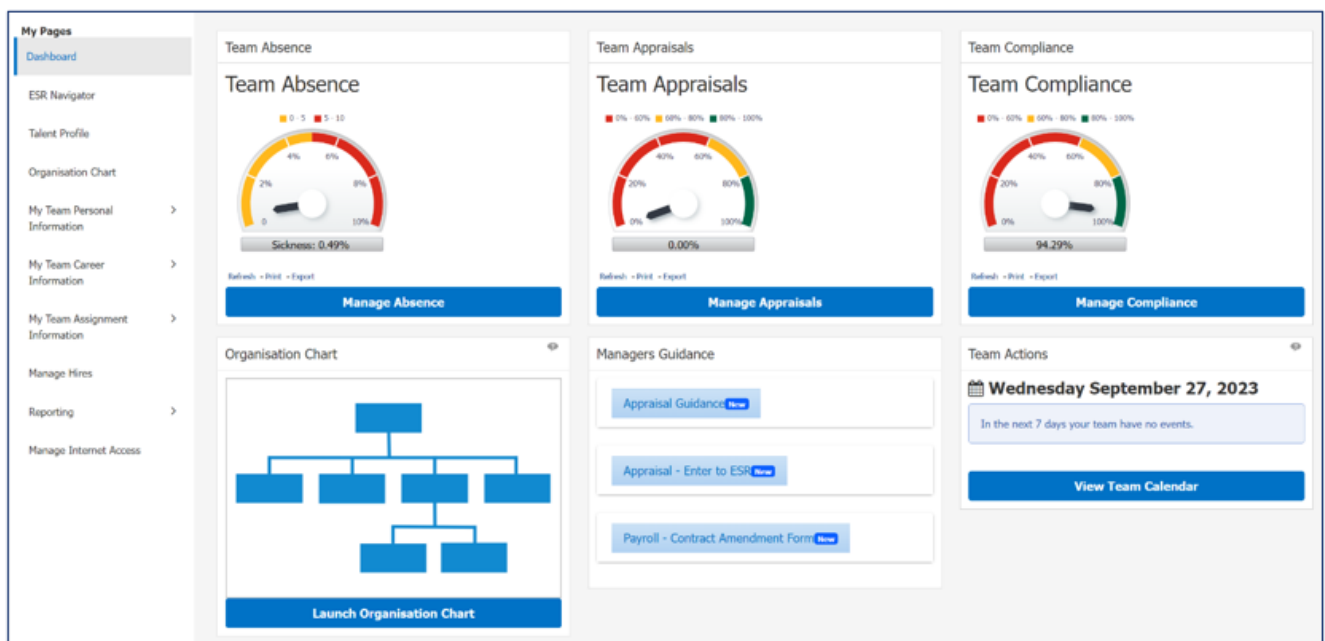 My Pages
Dashboard
ESR Navigator
Talent Profile
Organisation Chart
My Team Personal
Information
My Team Career
Information
My Team Assignment
Information
Manage Hires
Reporting
Manage Internet Access
Team Absence
Team Absence
0 - 5 5 - 10
4% 6%
2% 8%
0 10%
Sickness: 0.49%
Refresh - Print - Export
Manage Absence
Team Appraisals
Team Appraisals
0% - 60% 60% - 80% 80% - 100%
40% 60%
20% 80%
0% 100%
0.00%
Refresh - Print - Export
Manage Appraisals
Team Compliance
Team Compliance
0% - 60% 60% - 80% 80% - 100%
40% 60%
20% 80%
0% 100%
94.29%
Refresh - Print - Export
Manage Compliance
Organisation Chart
Launch Organisation Chart
Managers Guidance
Appraisal Guidance New
Appraisal - Enter to ESR New
Payroll - Contract Amendment Form New
Team Actions
Wednesday September 27, 2023
In the next 7 days your team have no events.
View Team Calendar